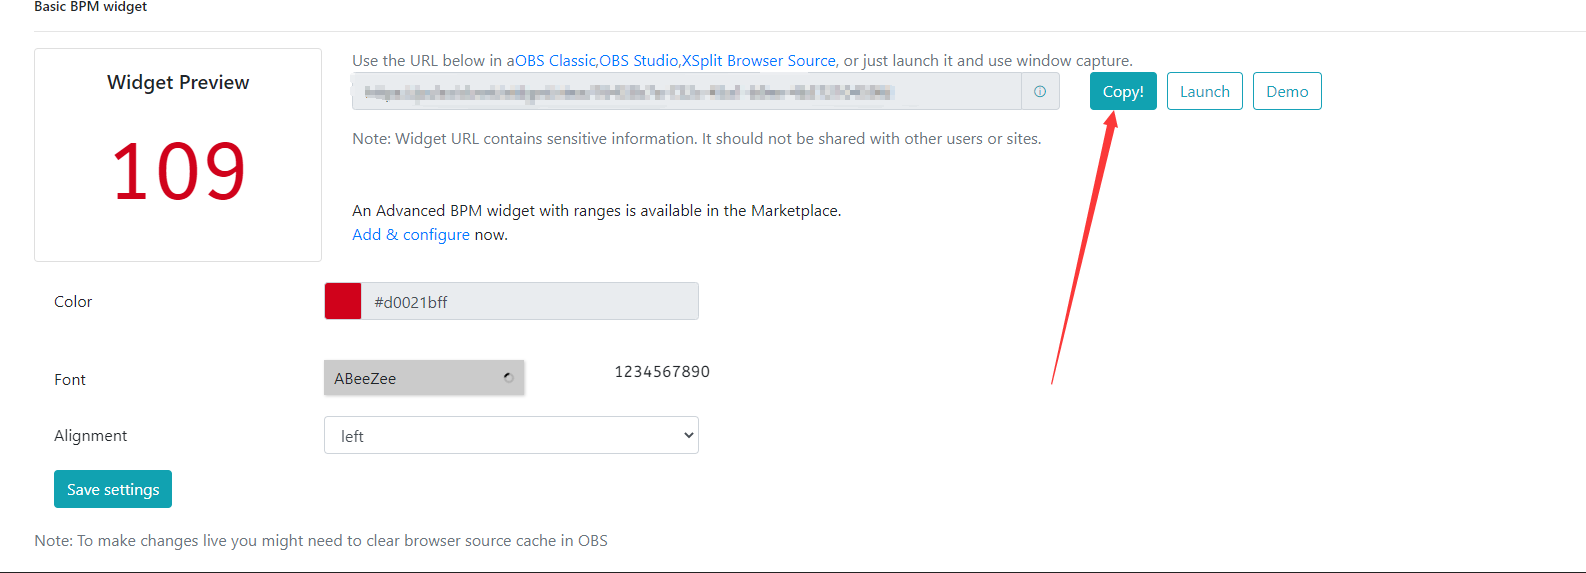 Basic BPM widget
Widget Preview
109
Use the URL below in aOBS Classic,OBS Studio,XSplit Browser Source, or just launch it and use window capture.
Copy!
Launch
Demo
Note: Widget URL contains sensitive information. It should not be shared with other users or sites.
An Advanced BPM widget with ranges is available in the Marketplace.
Add & configure now.
Color
#d0021bff
Font
ABeeZee
1234567890
Alignment
left
Save settings
Note: To make changes live you might need to clear browser source cache in OBS